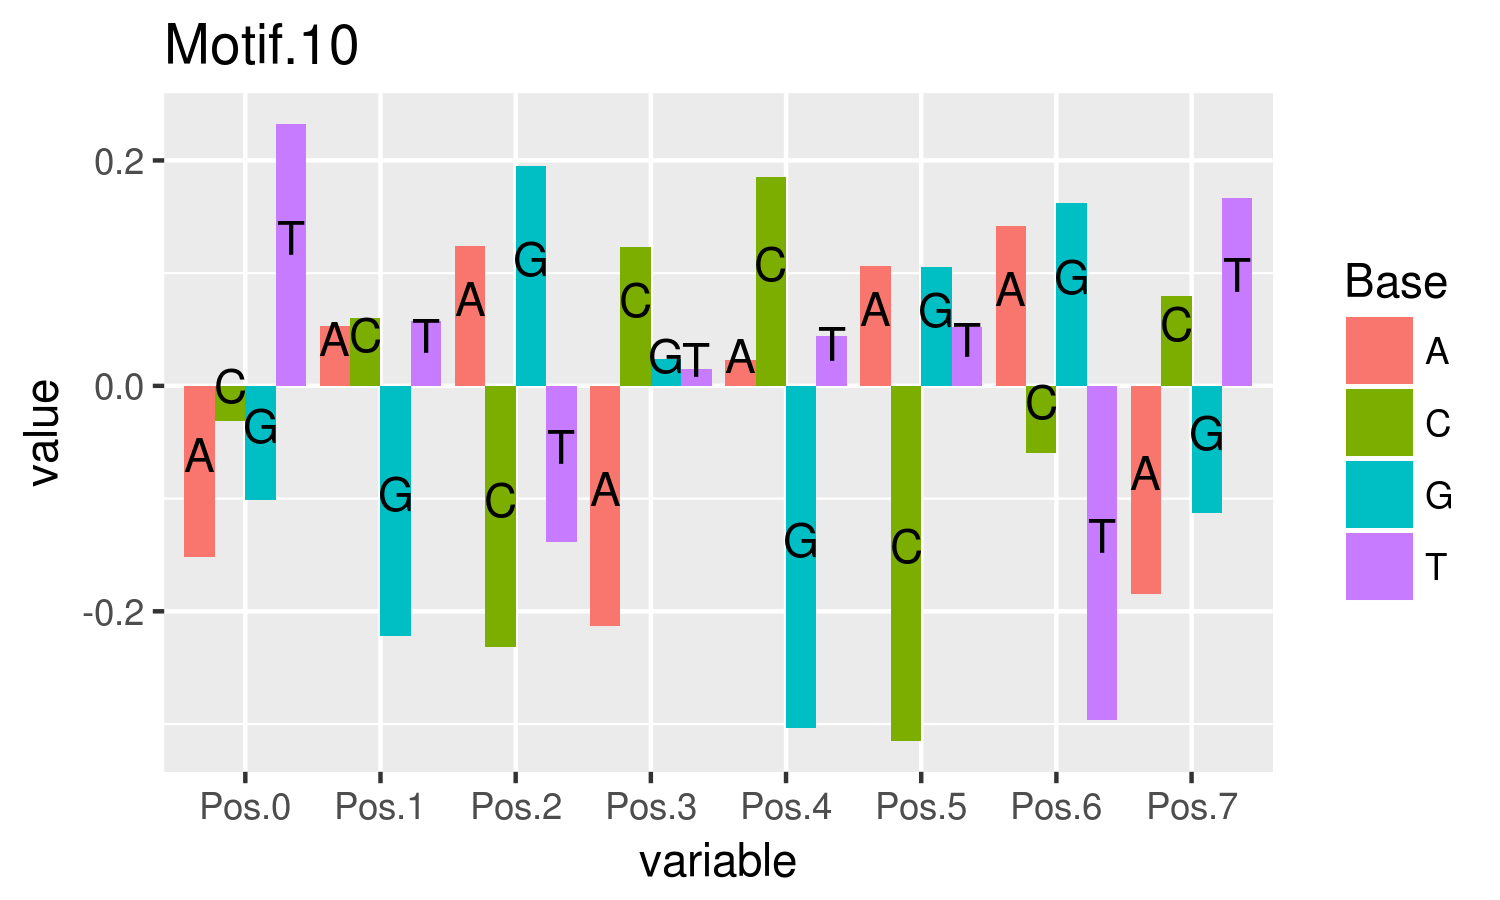 Motif.10
0.2
0.0
-0.2
value
A C G T A C G T A C G T A C G T A C G T A C G T A C G T A C G T
Pos.0 Pos.1 Pos.2 Pos.3 Pos.4 Pos.5 Pos.6 Pos.7
variable
Base
A
C
G
T